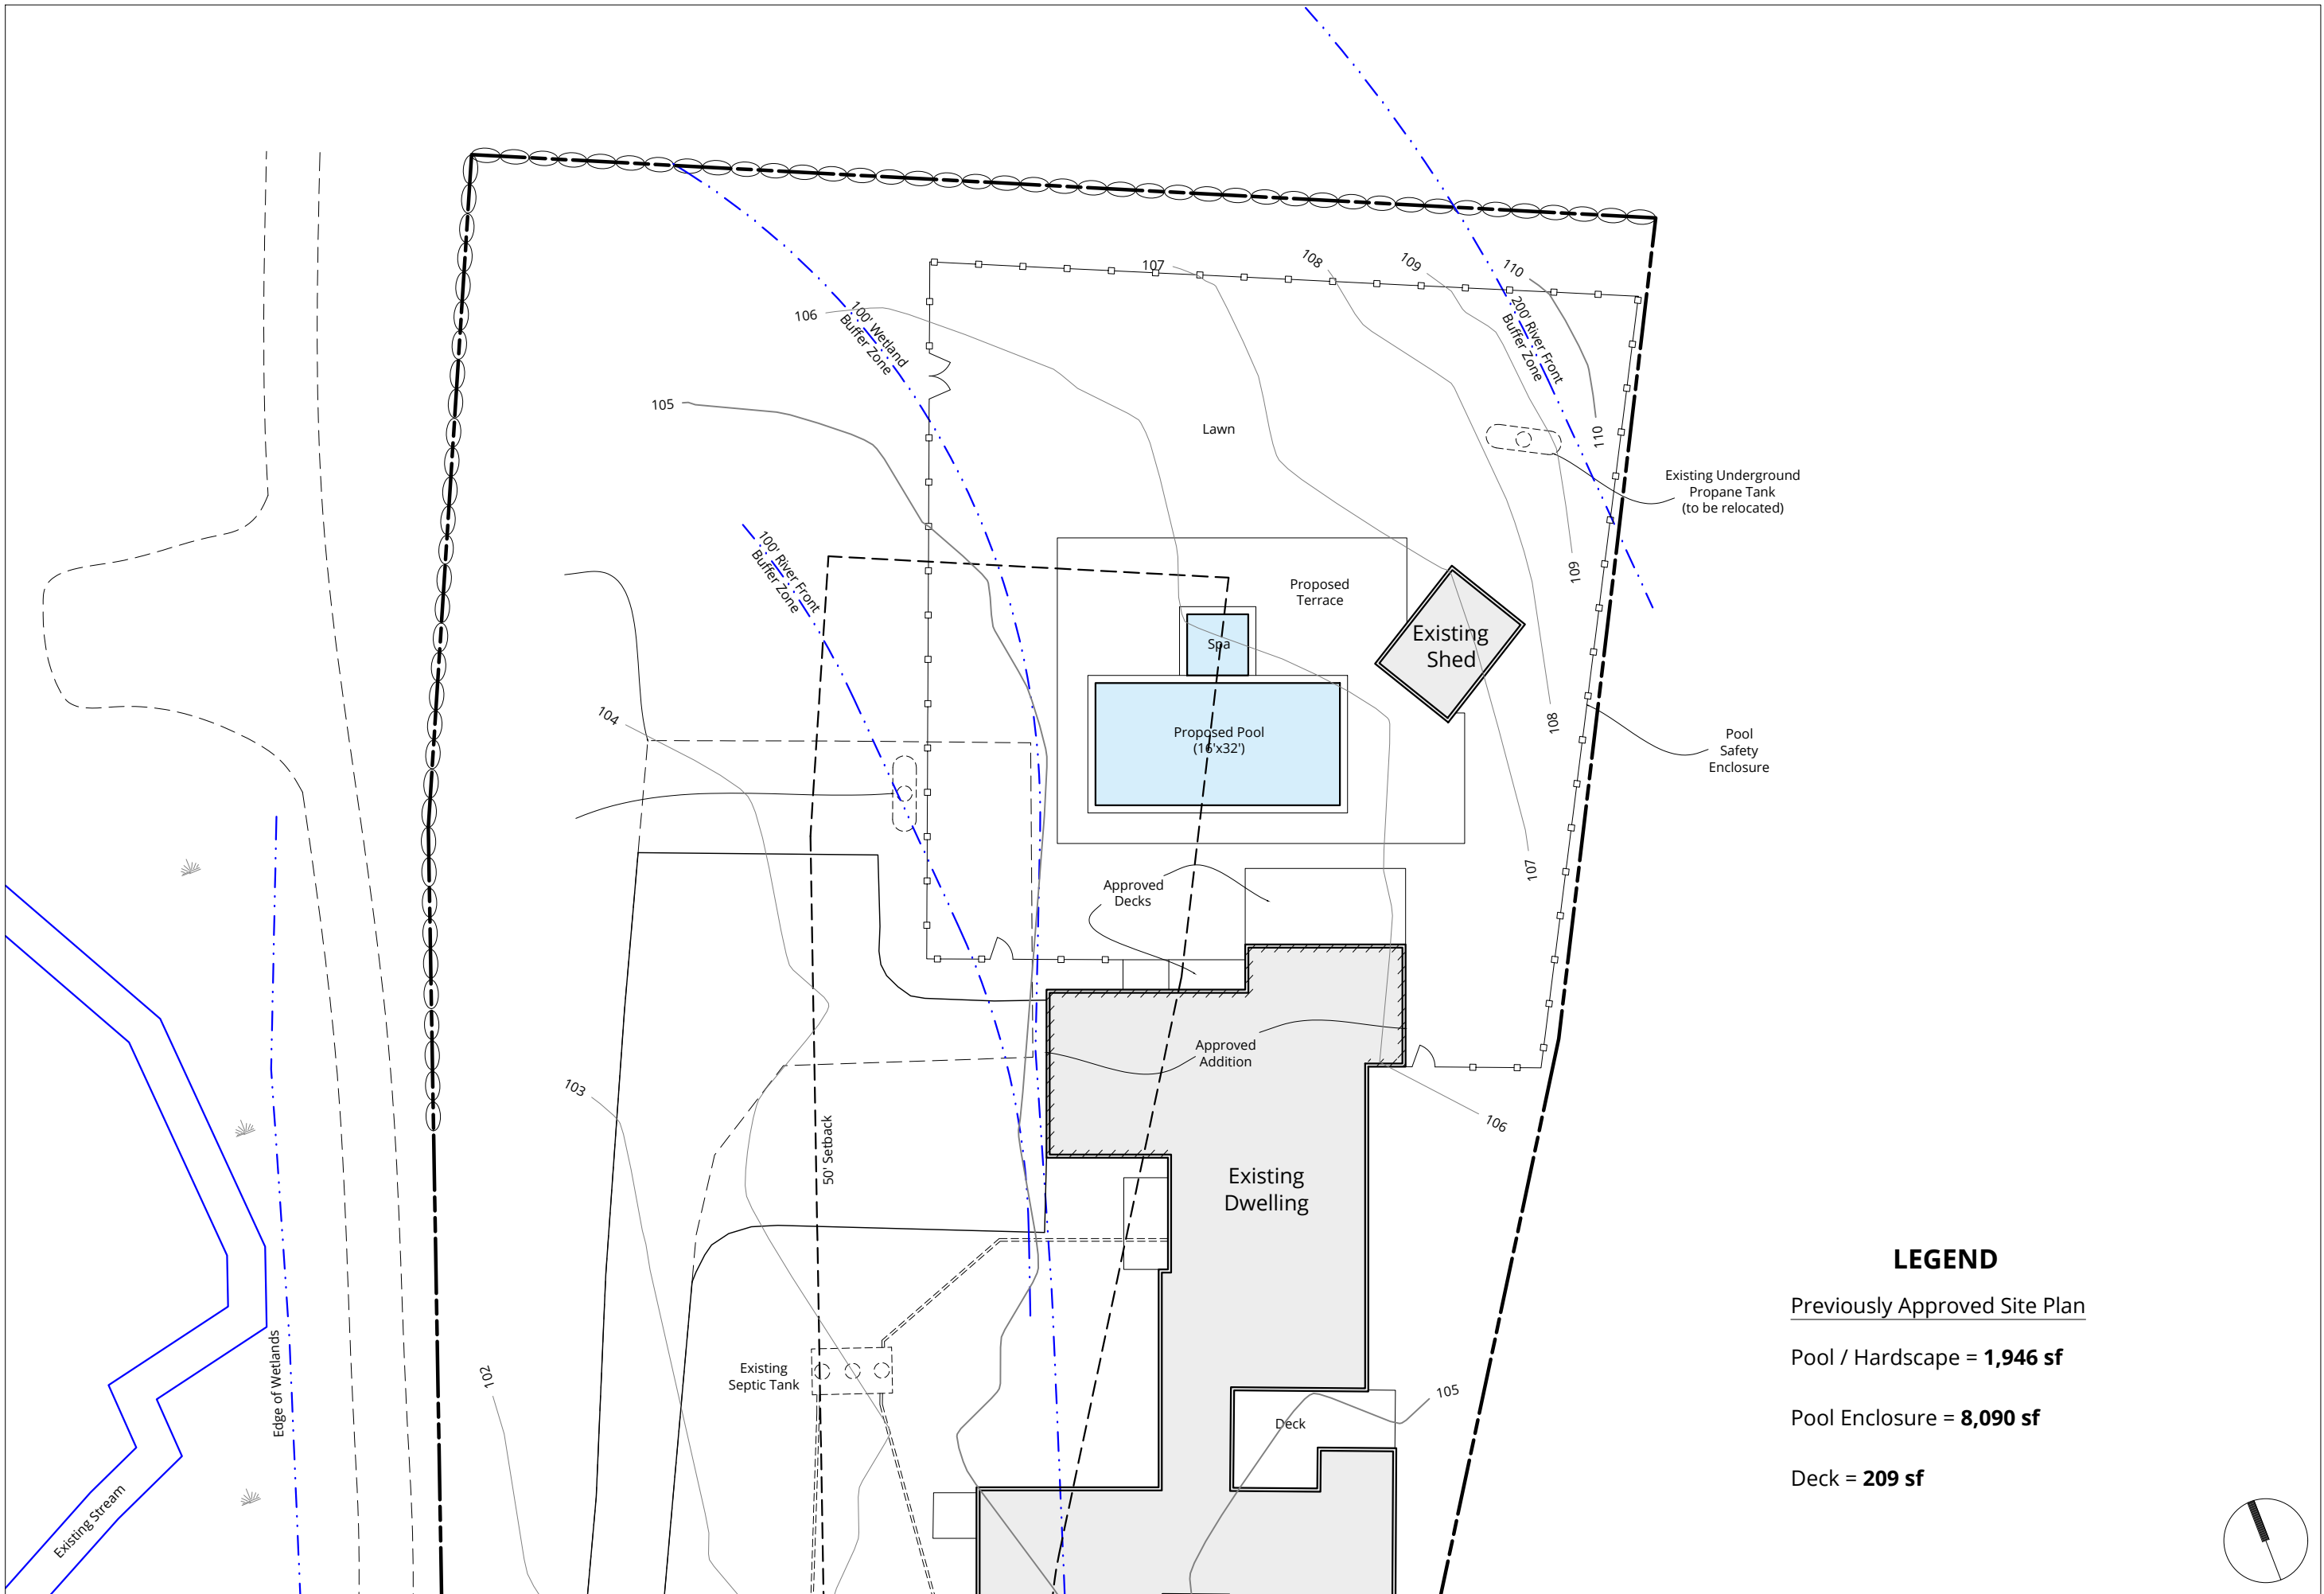 107
108
109
110
106
100' Wetland
Buffer Zone
200' River Front
Buffer Zone
105
Lawn
110
Existing Underground
Propane Tank
(to be relocated)
100' River Front
Buffer Zone
109
Proposed
Terrace
Spa
Existing
Shed
104
108
Proposed Pool
(16'x32')
Pool
Safety
Enclosure
107
Approved
Decks
Approved
Addition
103
106
50' Setback
Existing
Dwelling
102
Edge of Wetlands
Existing
Septic Tank
105
Deck
Existing Stream
LEGEND
Previously Approved Site Plan
Pool / Hardscape = 1,946 sf
Pool Enclosure = 8,090 sf
Deck = 209 sf